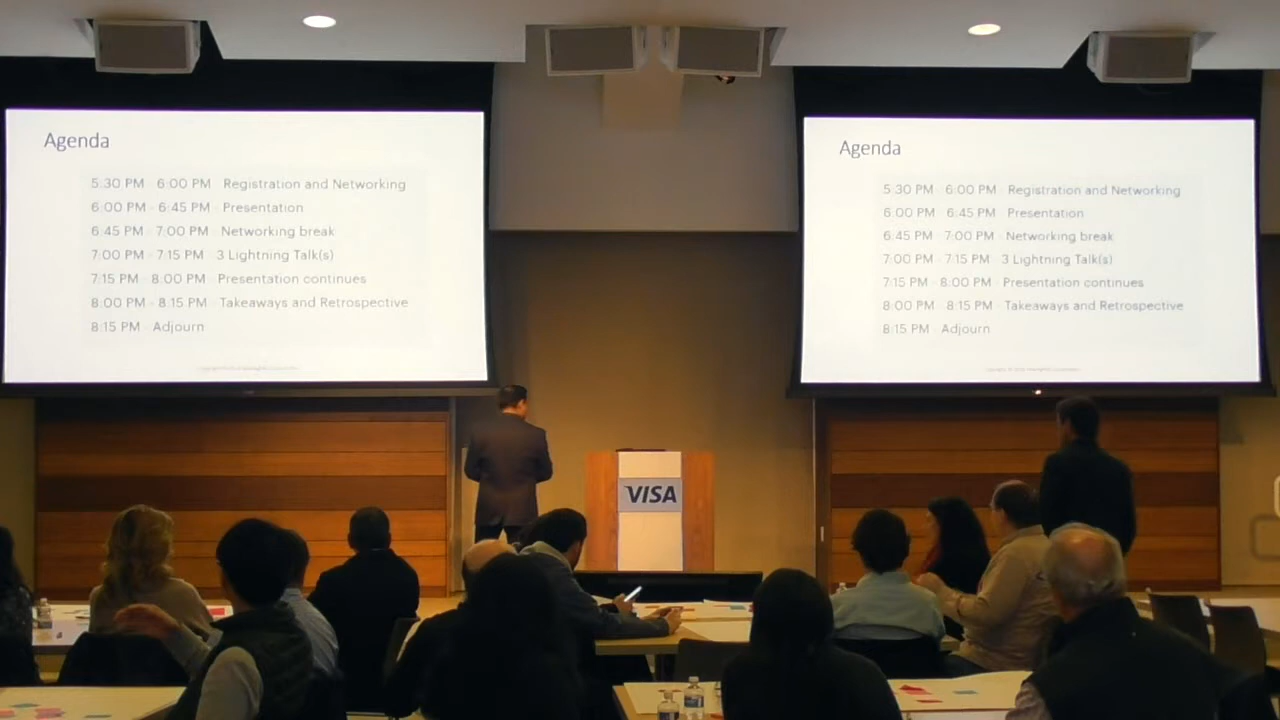 Agenda
5:30 PM - 6:00 PM Registration and Networking
6:00 PM - 6:45 PM Presentation
6:45 PM - 7:00 PM Networking break
7:00 PM - 7:15 PM 3 Lightning Talk(s)
7:15 PM - 8:00 PM Presentation continues
8:00 PM - 8:15 PM Takeaways and Retrospective
8:15 PM - Adjourn
Agenda
5:30 PM - 6:00 PM Registration and Networking
6:00 PM - 6:45 PM Presentation
6:45 PM - 7:00 PM Networking break
7:00 PM - 7:15 PM 3 Lightning Talk(s)
7:15 PM - 8:00 PM Presentation continues
8:00 PM - 8:15 PM Takeaways and Retrospective
8:15 PM - Adjourn
VISA